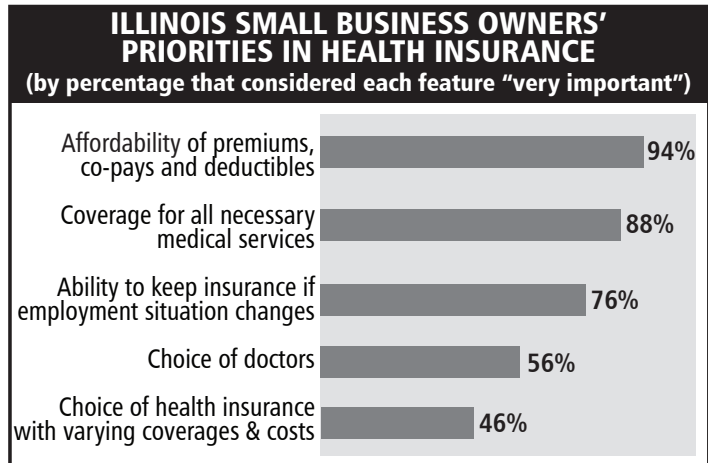 ILLINOIS SMALL BUSINESS OWNERS’
PRIORITIES IN HEALTH INSURANCE
(by percentage that considered each feature “very important”)
Affordability of premiums,
co-pays and deductibles
94%
Coverage for all necessary
medical services
88%
Ability to keep insurance if
employment situation changes
76%
Choice of doctors
56%
Choice of health insurance
with varying coverages & costs
46%